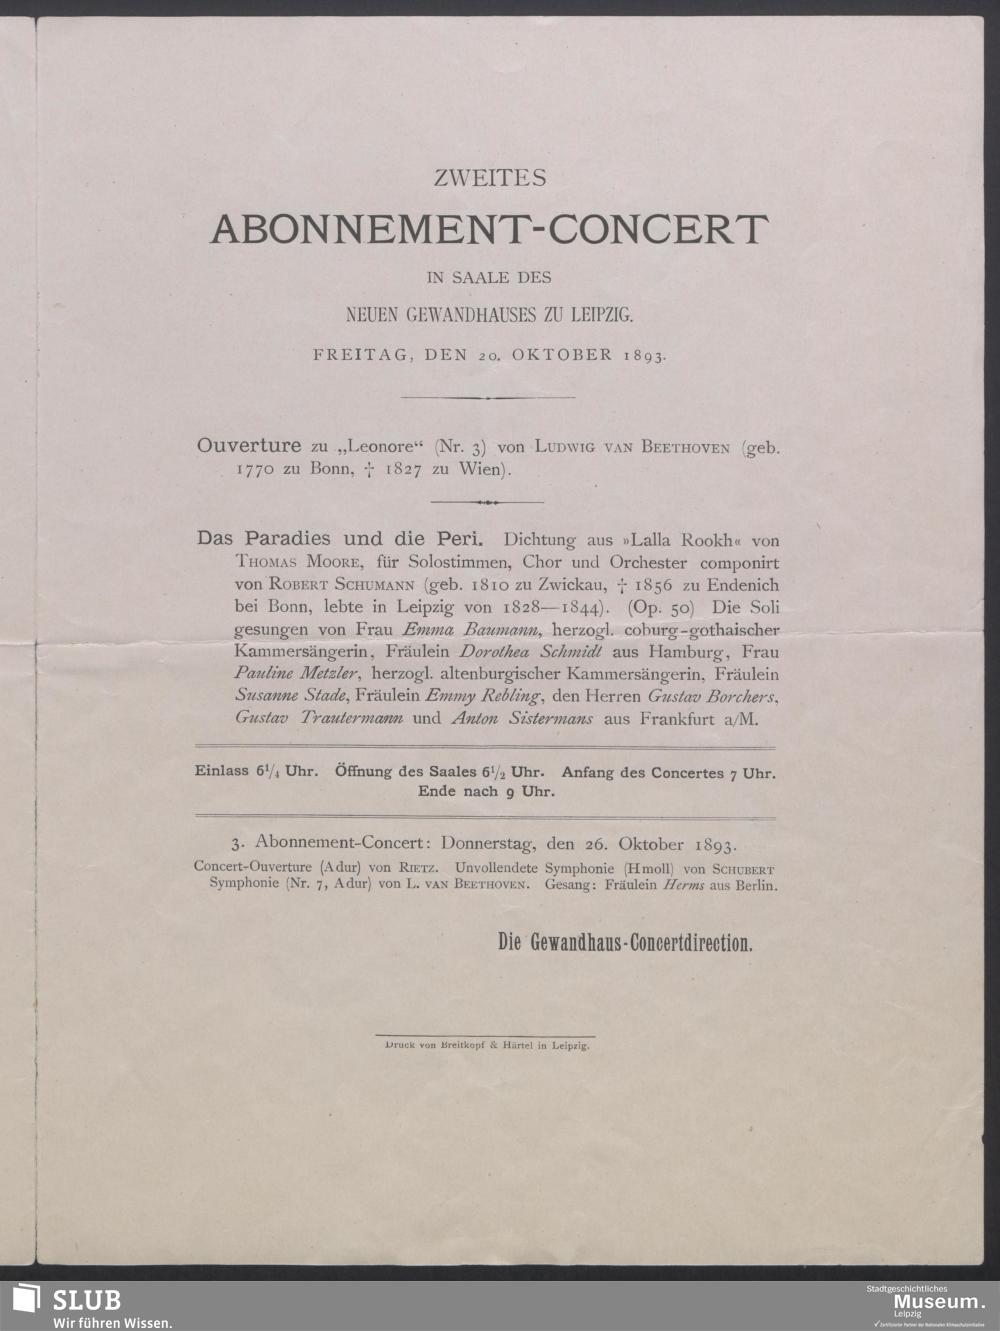 ZWEITES
ABONNEMENT-CONCERT
IN SAALE DES
NEUEN GEWANDHAUSES ZU LEIPZIG.
FREITAG, DEN 20. OKTOBER 1893.
Ouverture zu „Leonore“ (Nr. 3) von LUDWIG VAN BEETHOVEN (geb.
1770 zu Bonn, † 1827 zu Wien).
Das Paradies und die Peri. Dichtung aus »Lalla Rookh« von
THOMAS MOORE, für Solostimmen, Chor und Orchester componirt
von ROBERT SCHUMANN (geb. 1810 zu Zwickau, † 1856 zu Endenich
bei Bonn, lebte in Leipzig von 1828—1844). (Op. 50) Die Soli
gesungen von Frau Emma Baumann, herzogl. coburg-gothaischer
Kammersängerin, Fräulein Dorothea Schmidt aus Hamburg, Frau
Pauline Metzler, herzogl. altenburgischer Kammersängerin, Fräulein
Susanne Stade, Fräulein Emmy Rebling, den Herren Gustav Borchers,
Gustav Trautermann und Anton Sistermans aus Frankfurt a/M.
Einlass 6¹/₄ Uhr. Öffnung des Saales 6¹/₂ Uhr. Anfang des Concertes 7 Uhr.
Ende nach 9 Uhr.
3. Abonnement-Concert: Donnerstag, den 26. Oktober 1893.
Concert-Ouverture (Adur) von RIETZ. Unvollendete Symphonie (Hmoll) von SCHUBERT
Symphonie (Nr. 7, Adur) von L. VAN BEETHOVEN. Gesang: Fräulein Herms aus Berlin.
Die Gewandhaus-Concertdirection.
Druck von Breitkopf & Härtel in Leipzig.
SLUB
Wir führen Wissen.
Stadtgeschichtliches
Museum.
Leipzig
✓ Zertifizierter Partner der Nationalen Klimaschutzinitiative